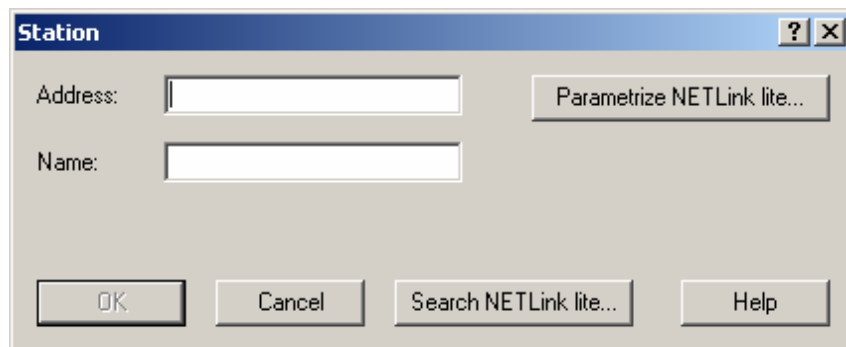 Station
Address:
Parametrize NETLink lite...
Name:
OK
Cancel
Search NETLink lite...
Help